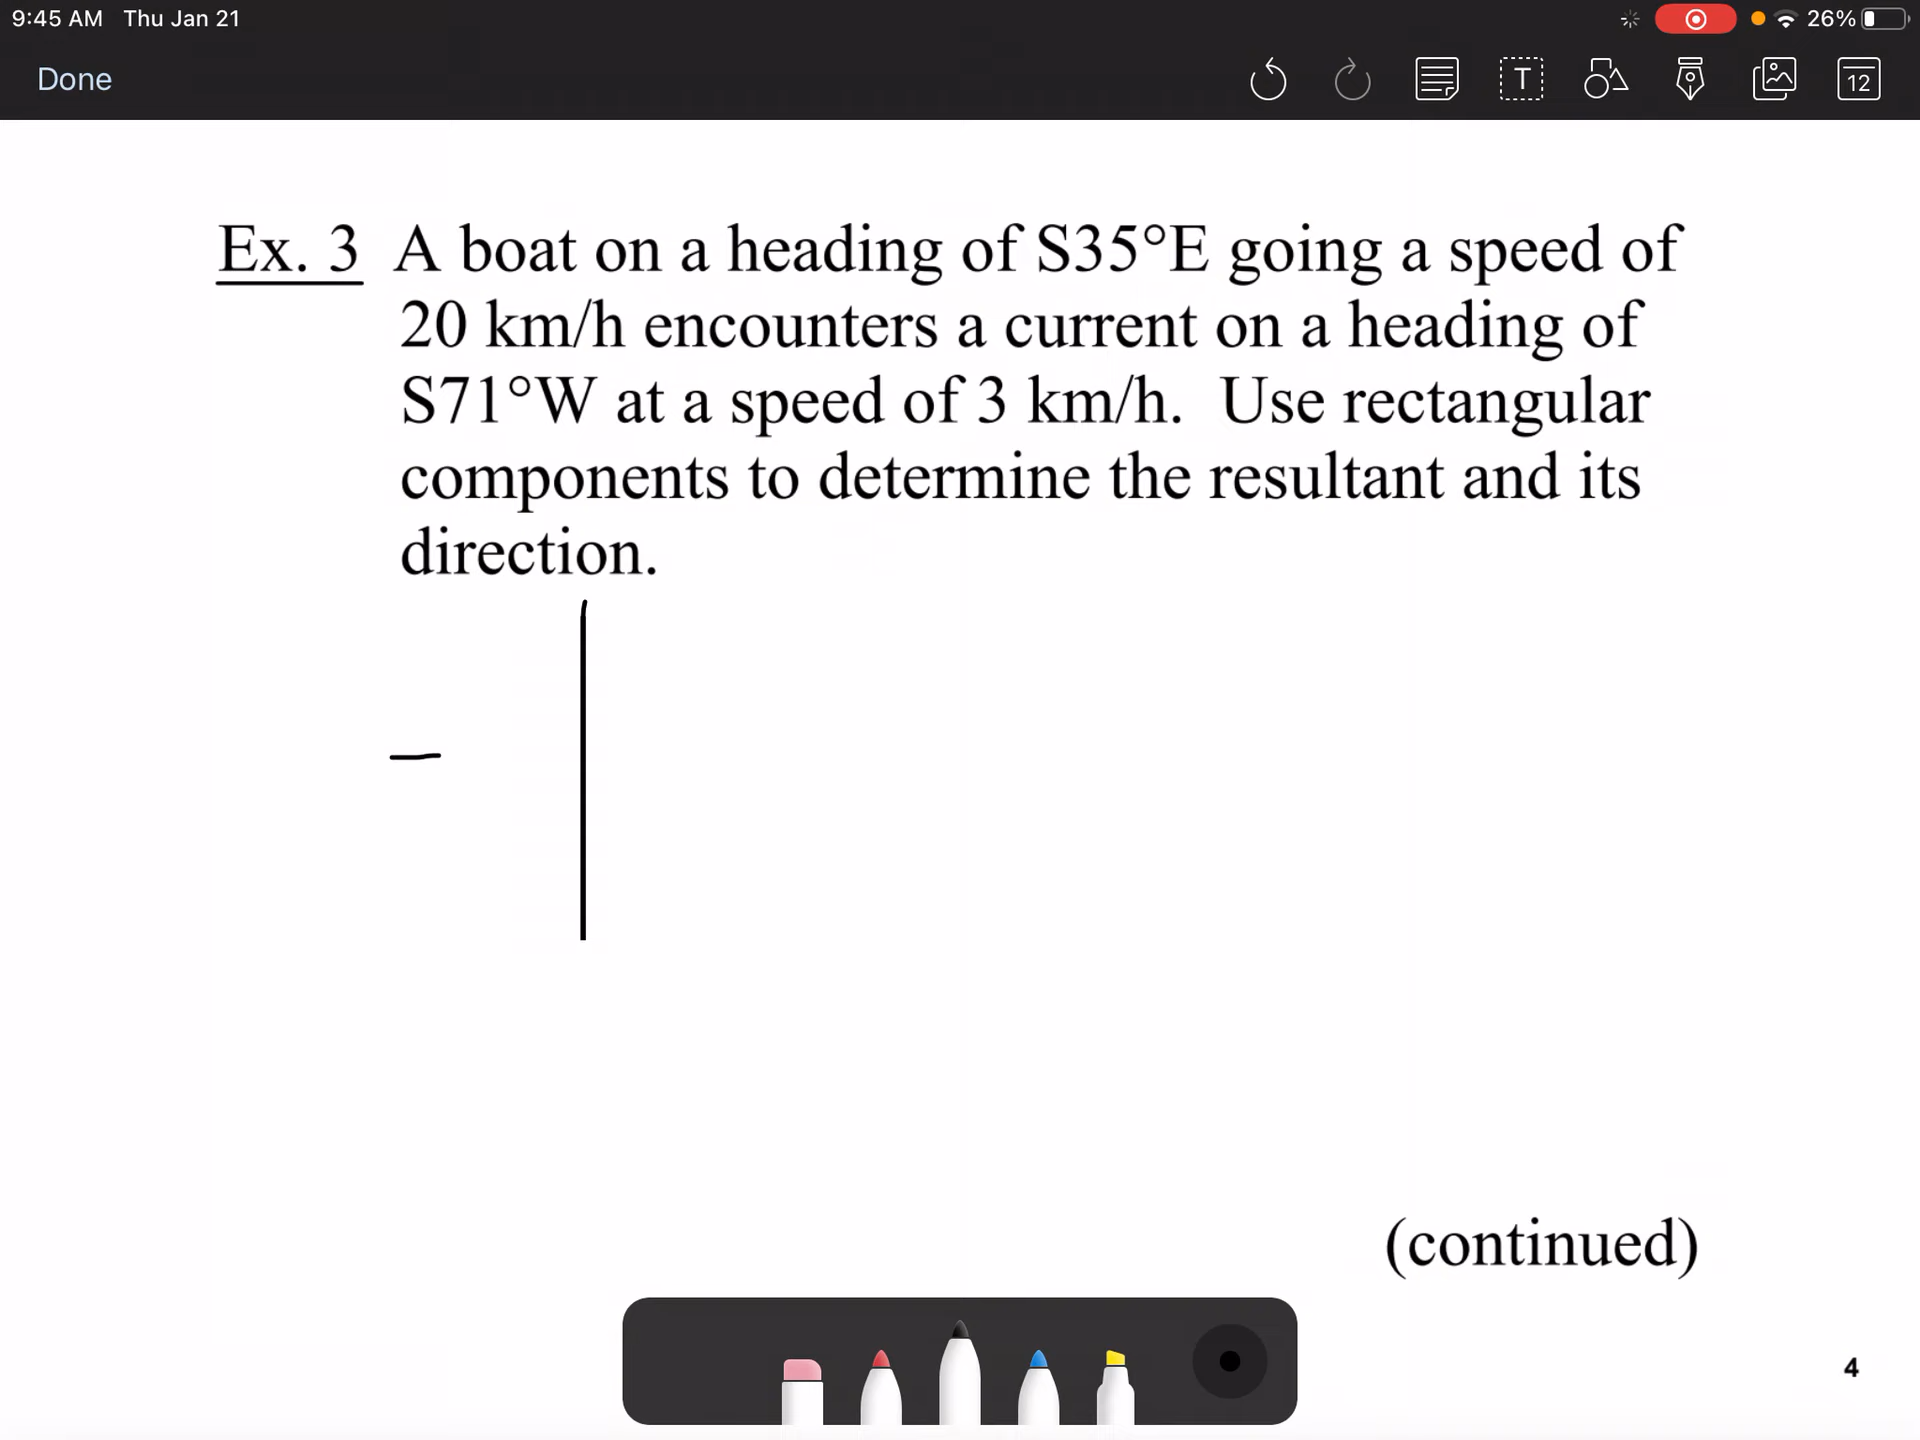 9:45 AM Thu Jan 21
26%
Done
T
12
Ex. 3 A boat on a heading of S35°E going a speed of
20 km/h encounters a current on a heading of
S71°W at a speed of 3 km/h. Use rectangular
components to determine the resultant and its
direction.
(continued)
4